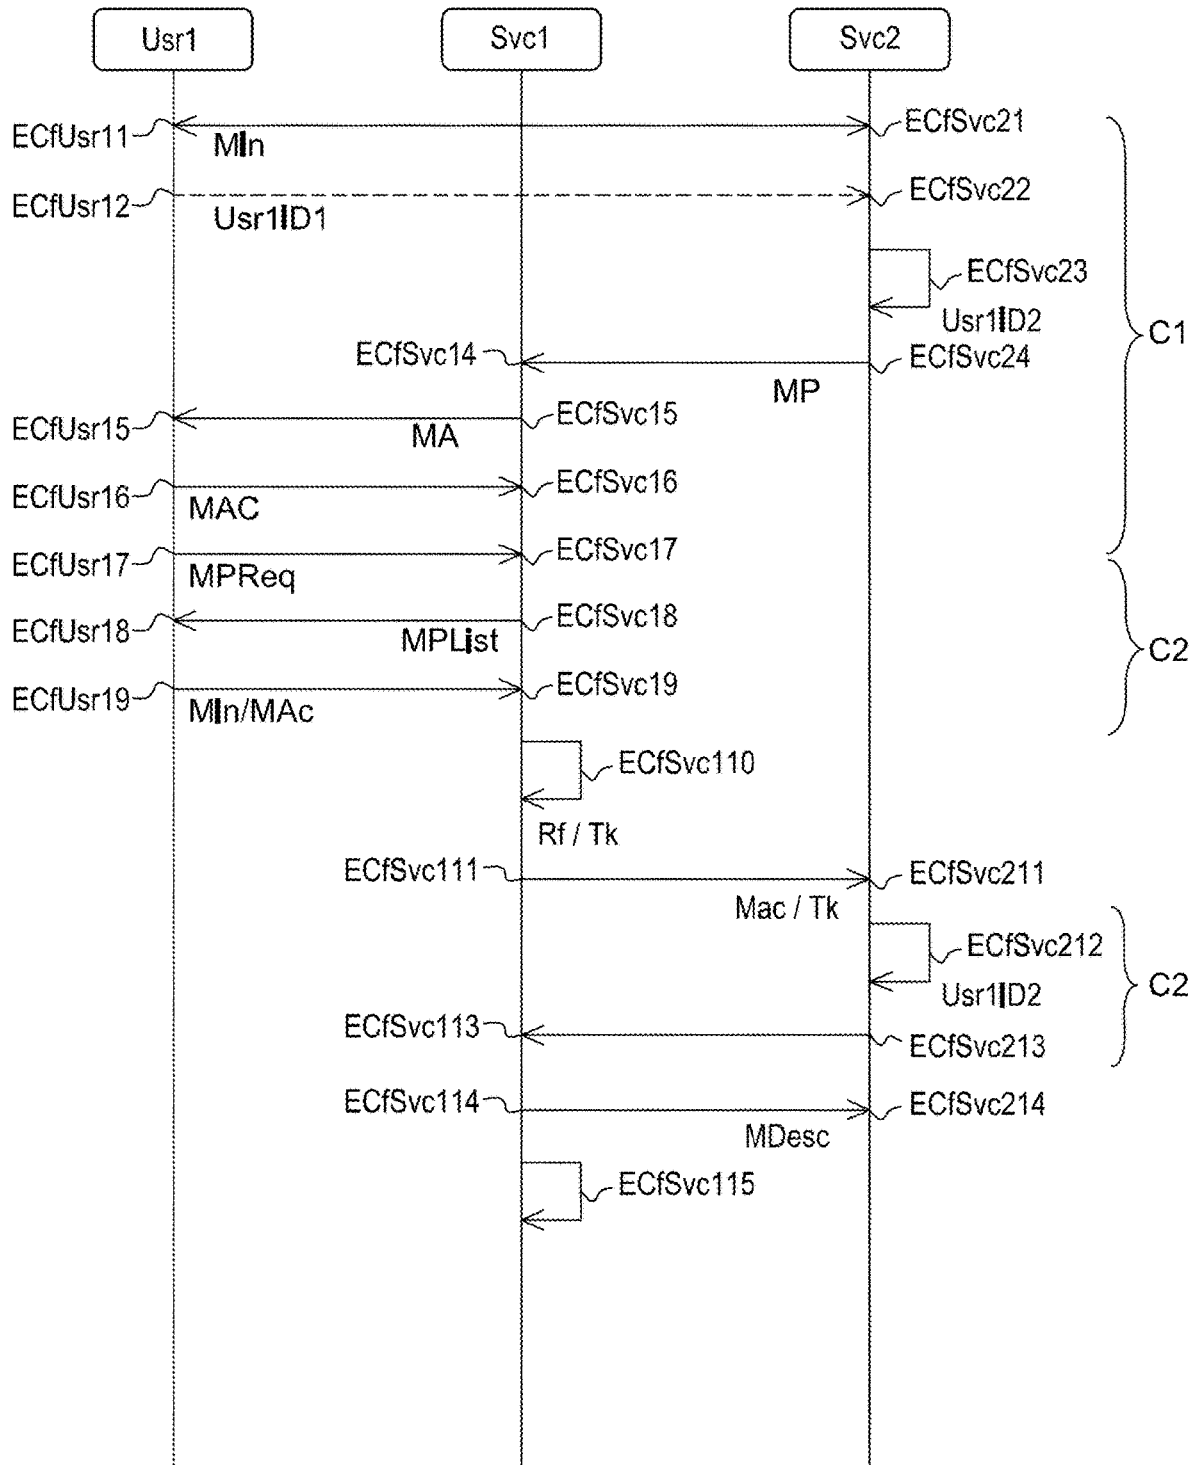 Usr1 Svc1 Svc2
ECfUsr11 MIn ECfSvc21
ECfUsr12 Usr1ID1 ECfSvc22
ECfSvc23
Usr1ID2
C1
ECfSvc14 MP ECfSvc24
ECfUsr15 MA ECfSvc15
ECfUsr16 MAC ECfSvc16
ECfUsr17 MPReq ECfSvc17
ECfUsr18 MPList ECfSvc18
C2
ECfUsr19 MIn/MAc ECfSvc19
ECfSvc110
Rf / Tk
ECfSvc111 Mac / Tk ECfSvc211
ECfSvc212
Usr1ID2
C2
ECfSvc113 ECfSvc213
ECfSvc114 MDesc ECfSvc214
ECfSvc115